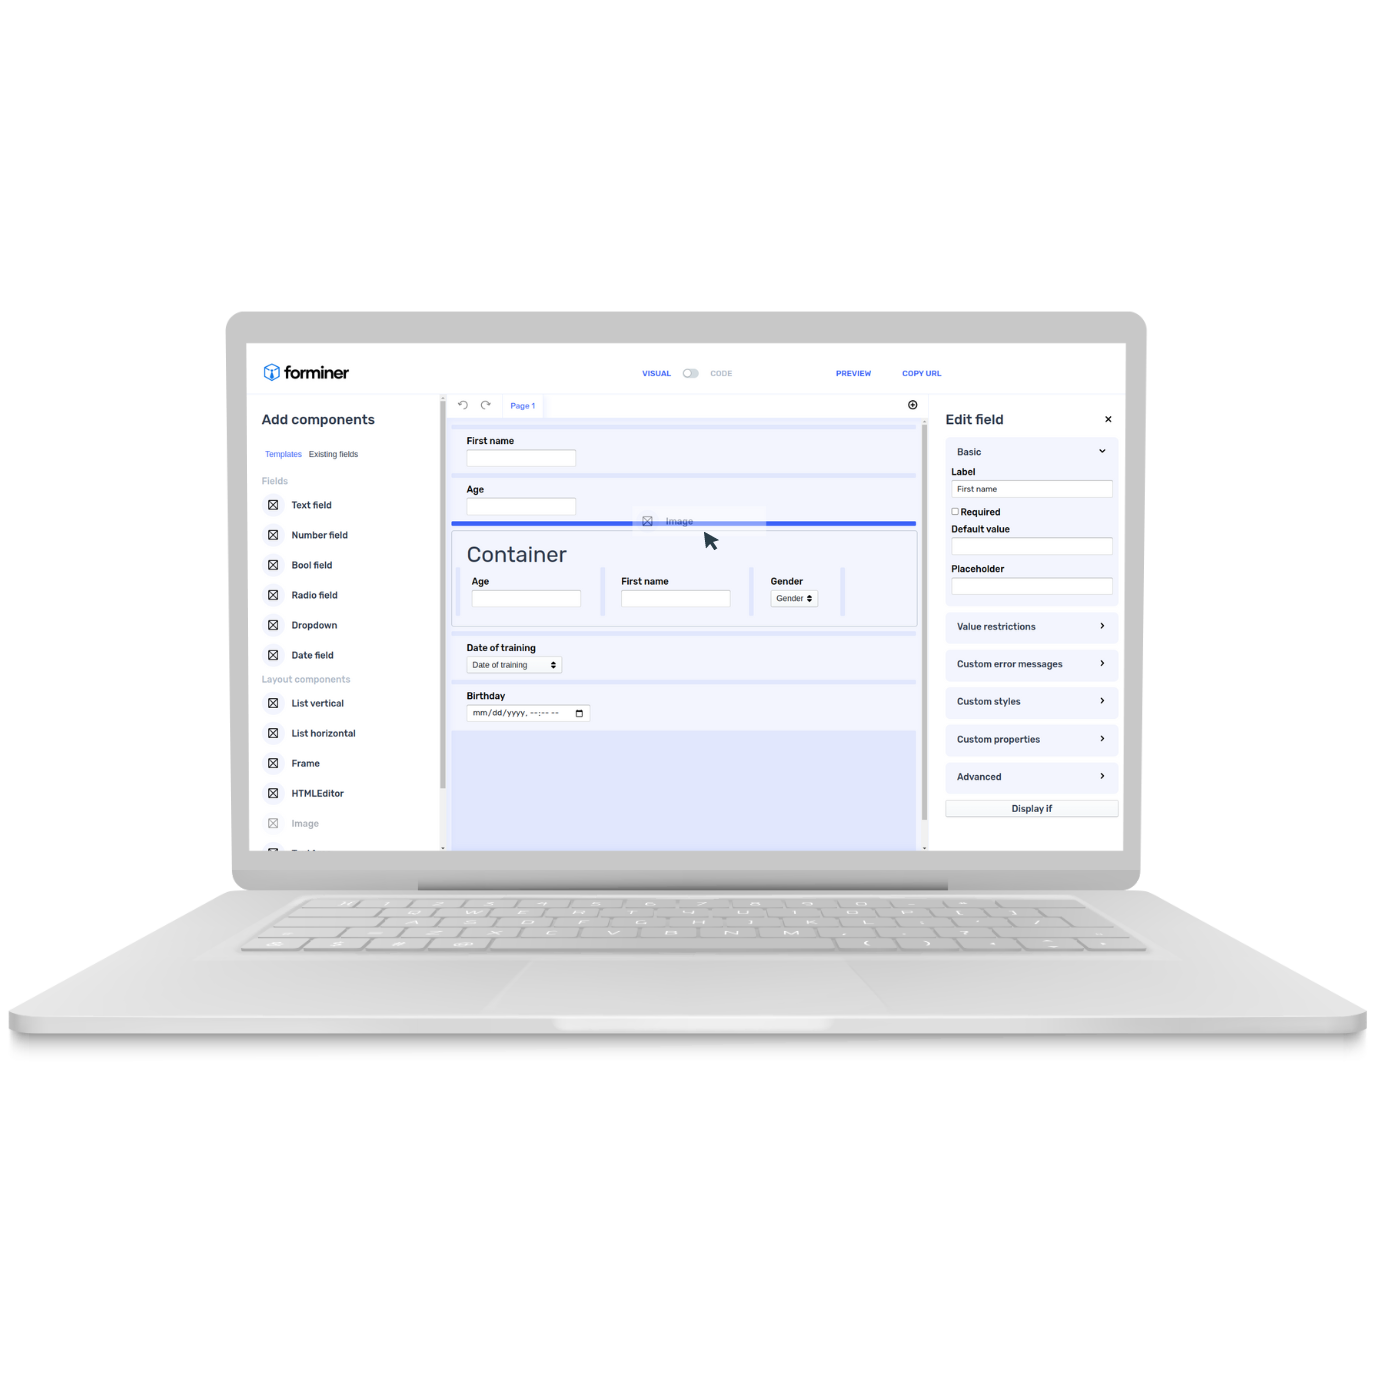 forminer
VISUAL CODE PREVIEW COPY URL
Add components
Templates Existing fields
Fields
Text field
Number field
Bool field
Radio field
Dropdown
Date field
Layout components
List vertical
List horizontal
Frame
HTMLEditor
Image
Page 1
First name
Age
Image
Container
Age First name Gender
Gender
Date of training
Date of training
Birthday
mm/dd/yyyy, --:-- --
Edit field
Basic
Label
First name
Required
Default value
Placeholder
Value restrictions
Custom error messages
Custom styles
Custom properties
Advanced
Display if